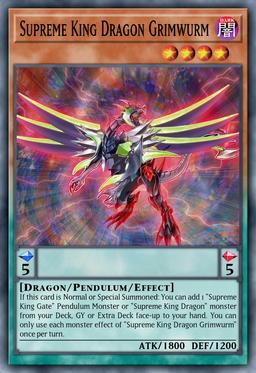 SUPREME KING DRAGON GRIMWURM
DARK
闇
5 5
[DRAGON/PENDULUM/EFFECT]
If this card is Normal or Special Summoned: You can add 1 "Supreme
King Gate" Pendulum Monster or "Supreme King Dragon" monster
from your Deck, GY or Extra Deck face-up to your hand. You can
only use each monster effect of "Supreme King Dragon Grimwurm"
once per turn.
ATK/1800 DEF/1200